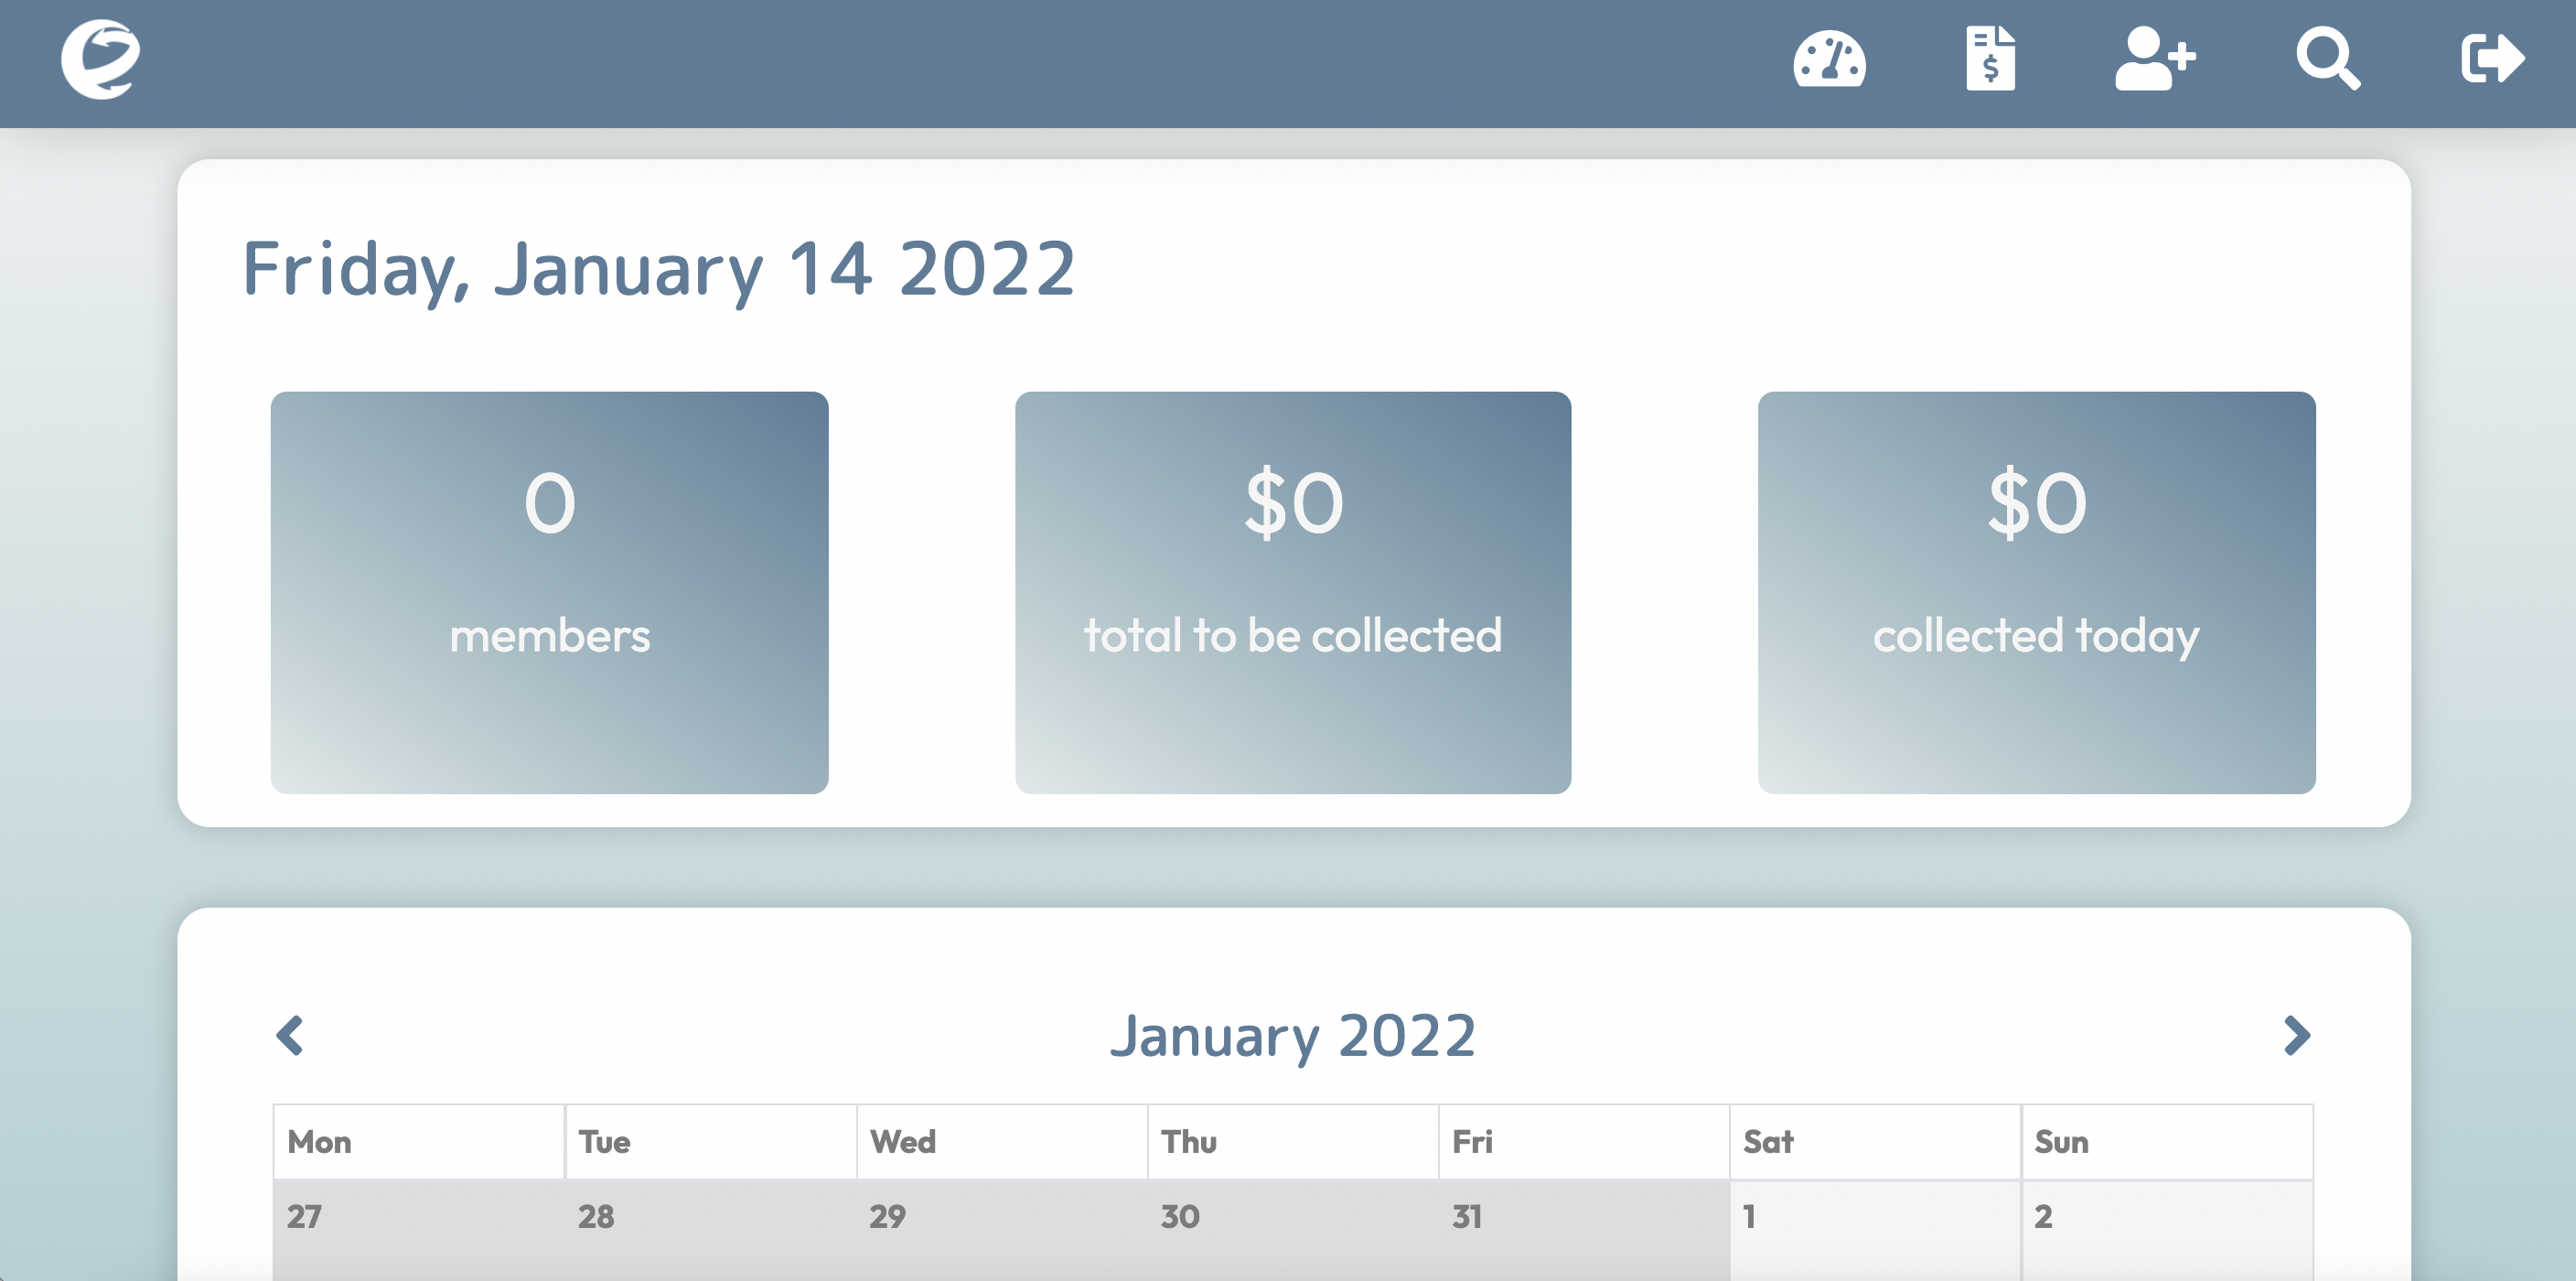 $
Friday, January 14 2022
0 $0 $0
members total to be collected collected today
January 2022
Mon Tue Wed Thu Fri Sat Sun
27 28 29 30 31 1 2